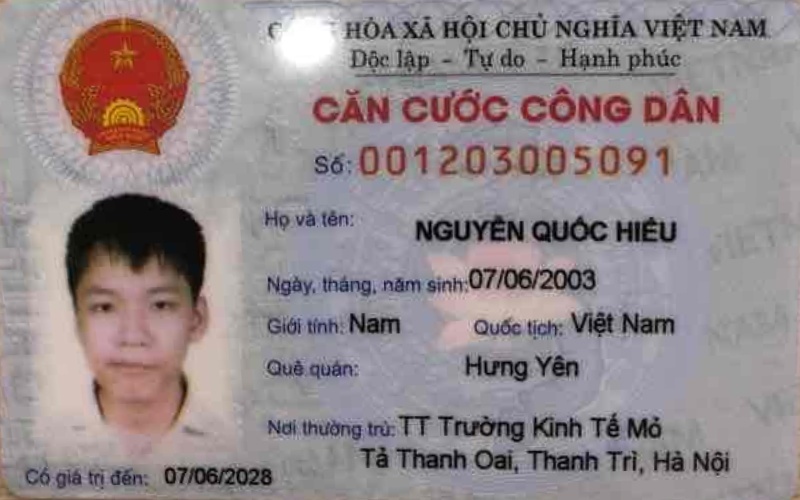 HÒA XÃ HỘI CHỦ NGHĨA VIỆT NAM
Độc lập - Tự do - Hạnh phúc
CĂN CƯỚC CÔNG DÂN
Số: 001203005091
Họ và tên: NGUYỄN QUỐC HIẾU
Ngày, tháng, năm sinh: 07/06/2003
Giới tính: Nam Quốc tịch: Việt Nam
Quê quán: Hưng Yên
Nơi thường trú: TT Trường Kinh Tế Mỏ
Tả Thanh Oai, Thanh Trì, Hà Nội
Có giá trị đến: 07/06/2028